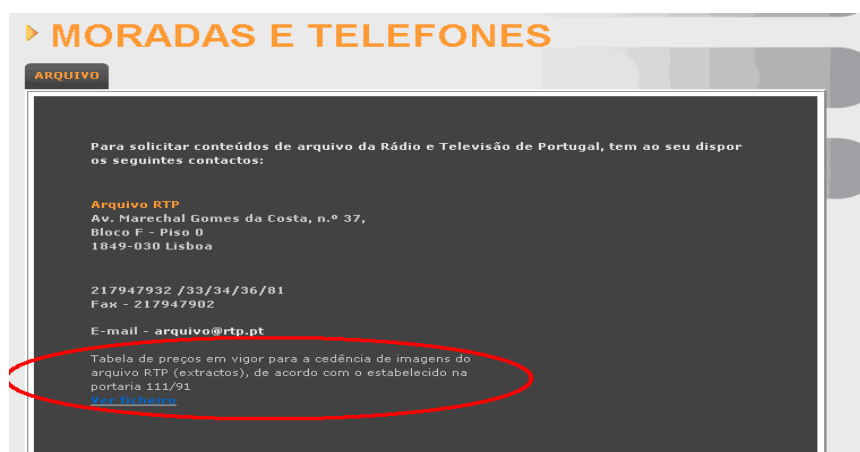 MORADAS E TELEFONES
ARQUIVO
Para solicitar conteúdos de arquivo da Rádio e Televisão de Portugal, tem ao seu dispor
os seguintes contactos:
Arquivo RTP
Av. Marechal Gomes da Costa, n.º 37,
Bloco F - Piso 0
1849-030 Lisboa
217947932 /33/34/36/81
Fax - 217947902
E-mail - arquivo@rtp.pt
Tabela de preços em vigor para a cedência de imagens do
arquivo RTP (extractos), de acordo com o estabelecido na
portaria 111/91
Ver ficheiro